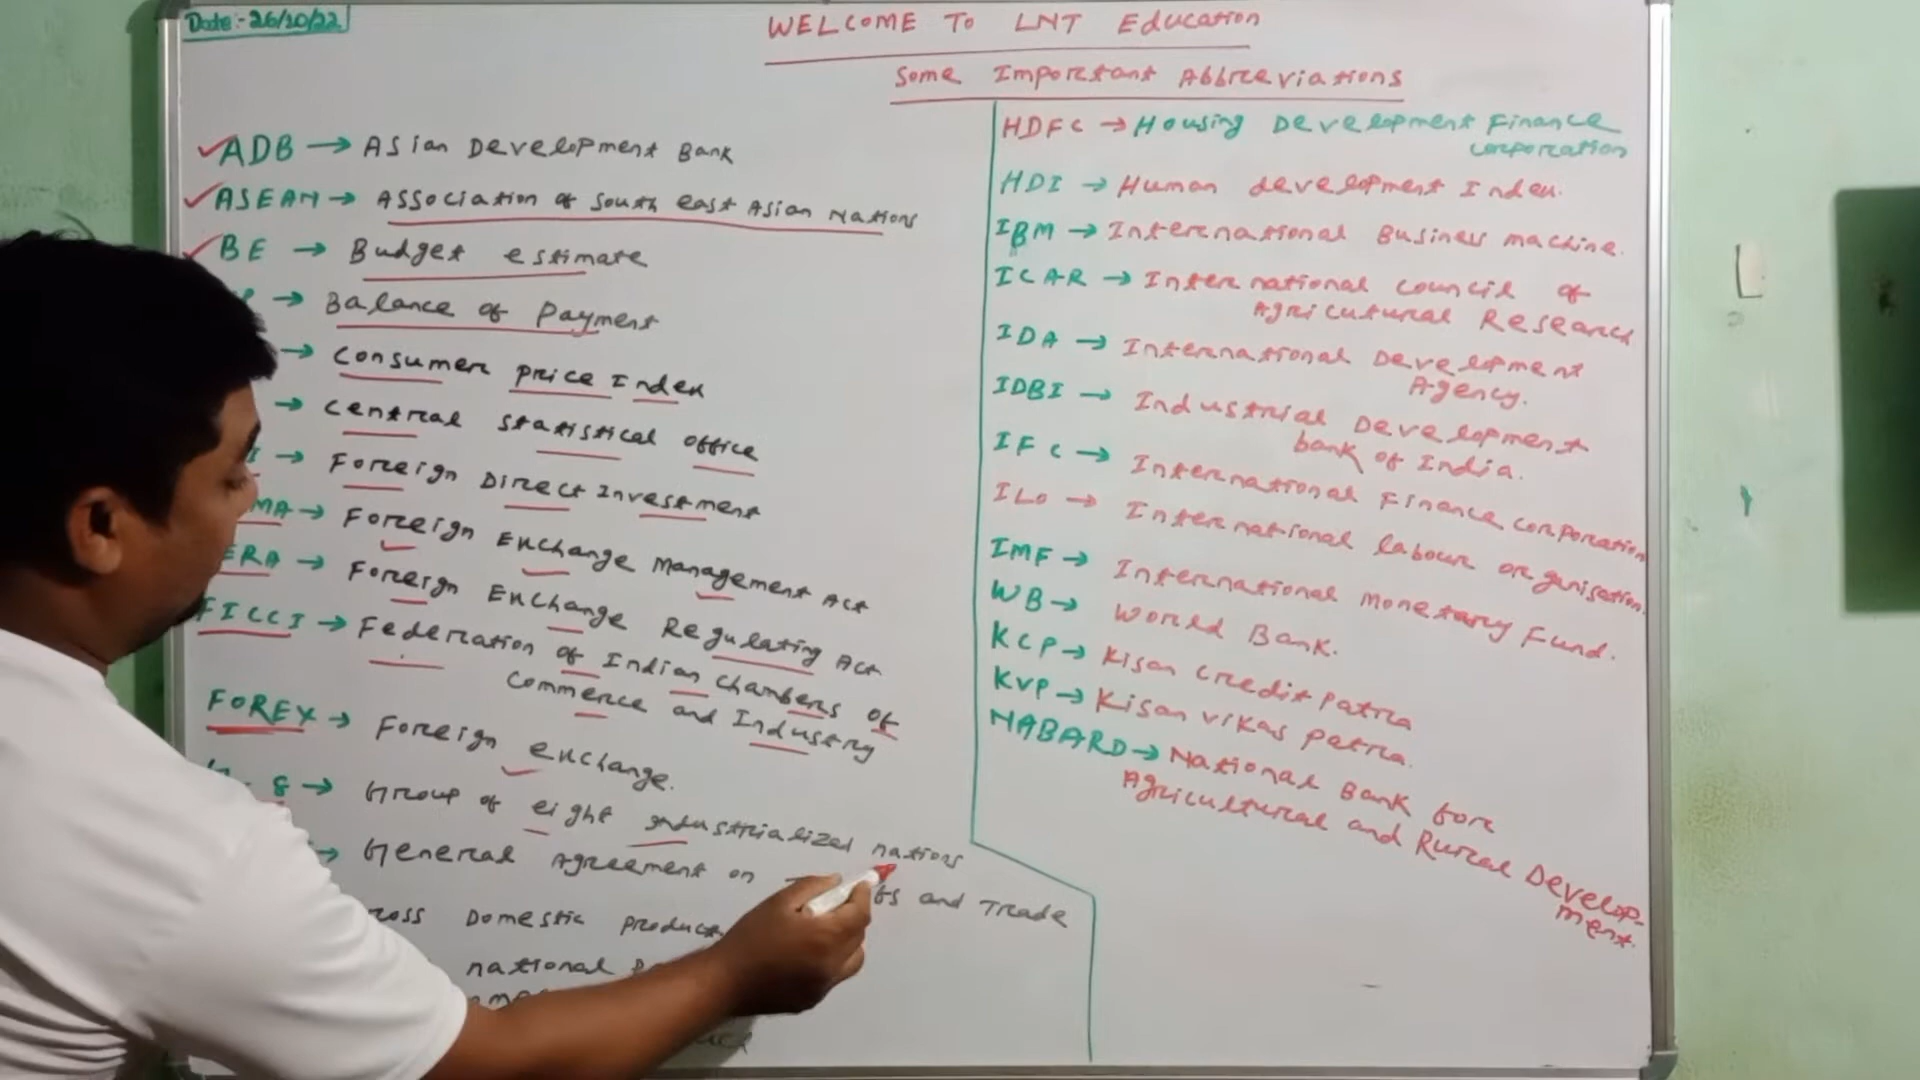 Date:- 26/10/22
WELCOME TO LNT Education
Some Important Abbreviations
ADB → Asian Development Bank
ASEAN → Association of South east Asian Nations
BE → Budget estimate
→ Balance of Payment
→ Consumer price Index
→ Central Statistical office
→ Foreign Direct Investment
MA → Foreign Exchange Management Act
ERA → Foreign Exchange Regulating Act
FICCI → Federation of Indian Chambers of
Commerce and Industry
FOREX → Foreign exchange.
8 → Group of eight industrialized nations
→ General Agreement on and Trade
Domestic product
national
HDFC → Housing Development Finance
corporation
HDI → Human development Index.
IBM → International Business machine.
ICAR → International council of
Agricutural Research
IDA → International Development
Agency.
IDBI → Industrial Development
bank of India.
IFC → International Finance corporation
ILO → International labour organisation.
IMF → International monetary Fund.
WB → World Bank.
KCP → Kisan credit patra
KVP → Kisan vikas patra.
NABARD → National Bank for
Agricultural and Rural Develop-
ment.